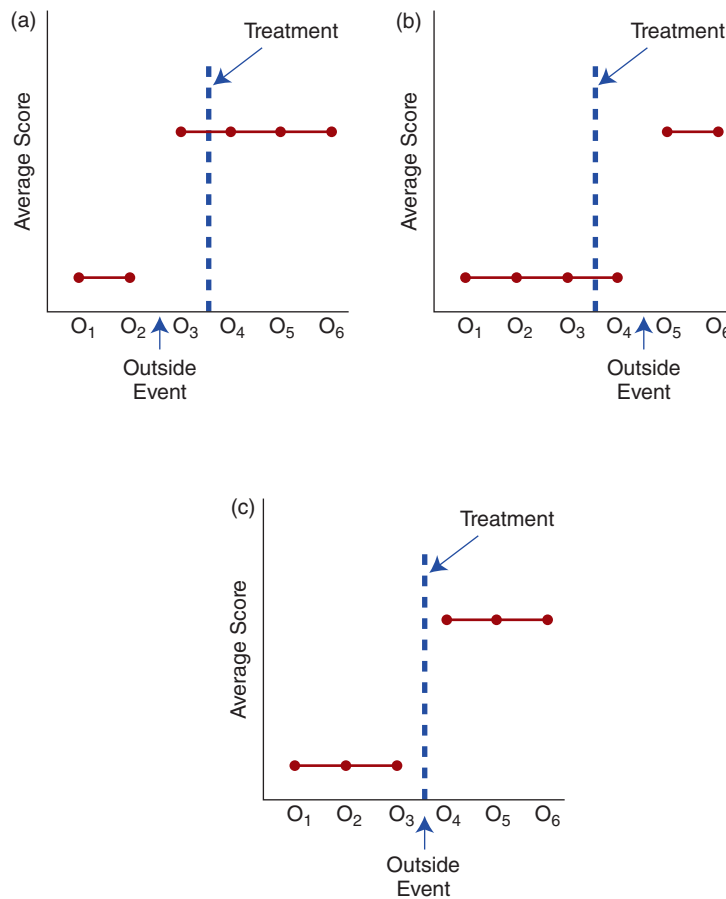 (a)
Treatment
Average Score
O₁ O₂ O₃ O₄ O₅ O₆
Outside
Event
(b)
Treatment
Average Score
O₁ O₂ O₃ O₄ O₅ O₆
Outside
Event
(c)
Treatment
Average Score
O₁ O₂ O₃ O₄ O₅ O₆
Outside
Event